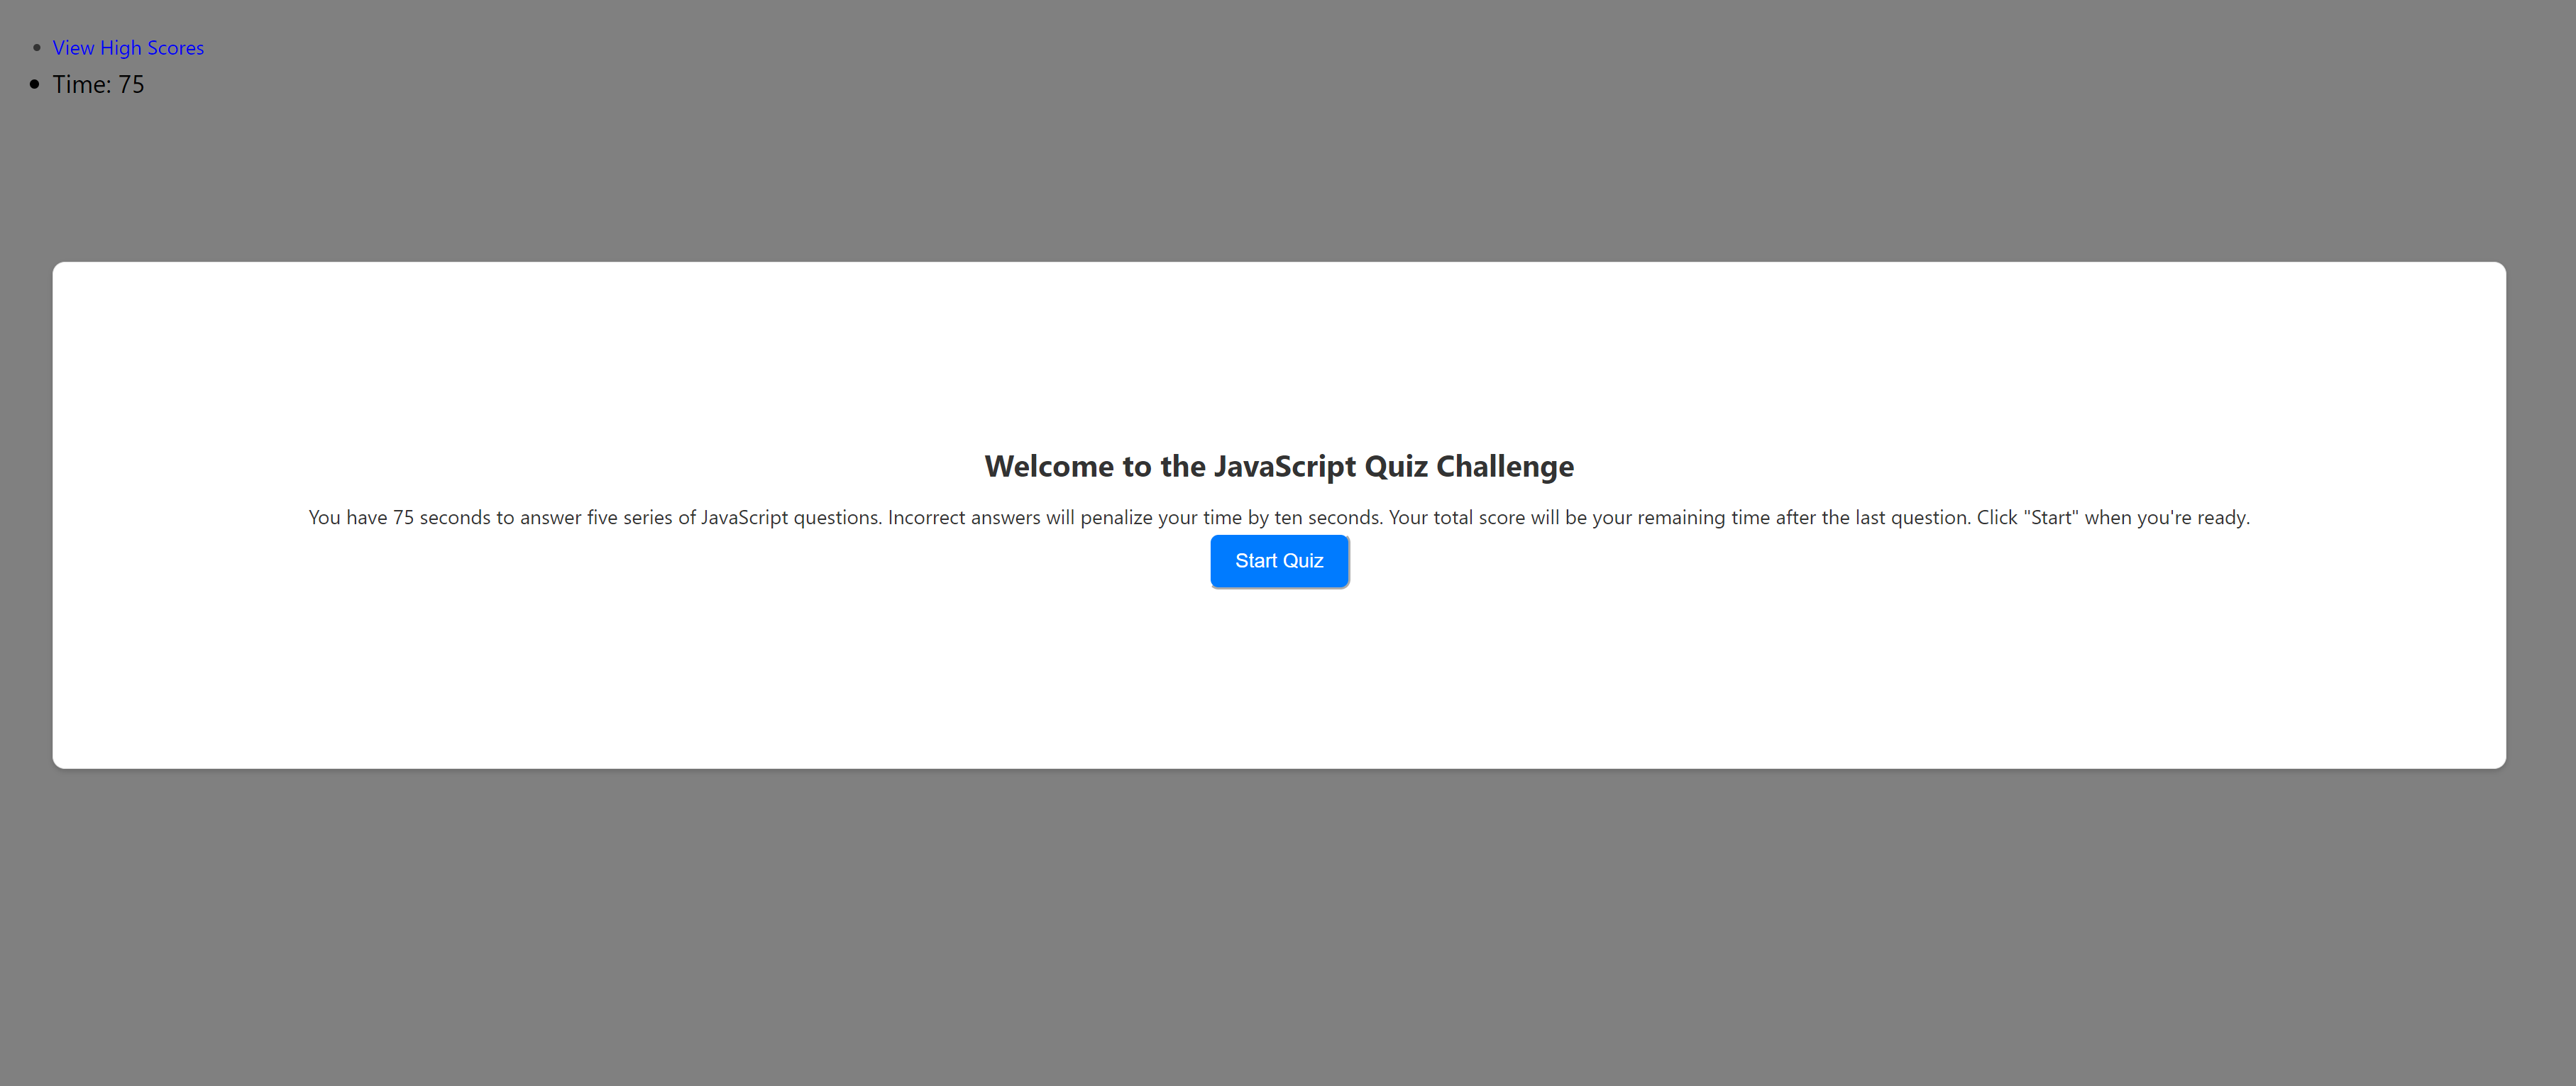 View High Scores
Time: 75
Welcome to the JavaScript Quiz Challenge
You have 75 seconds to answer five series of JavaScript questions. Incorrect answers will penalize your time by ten seconds. Your total score will be your remaining time after the last question. Click "Start" when you're ready.
Start Quiz